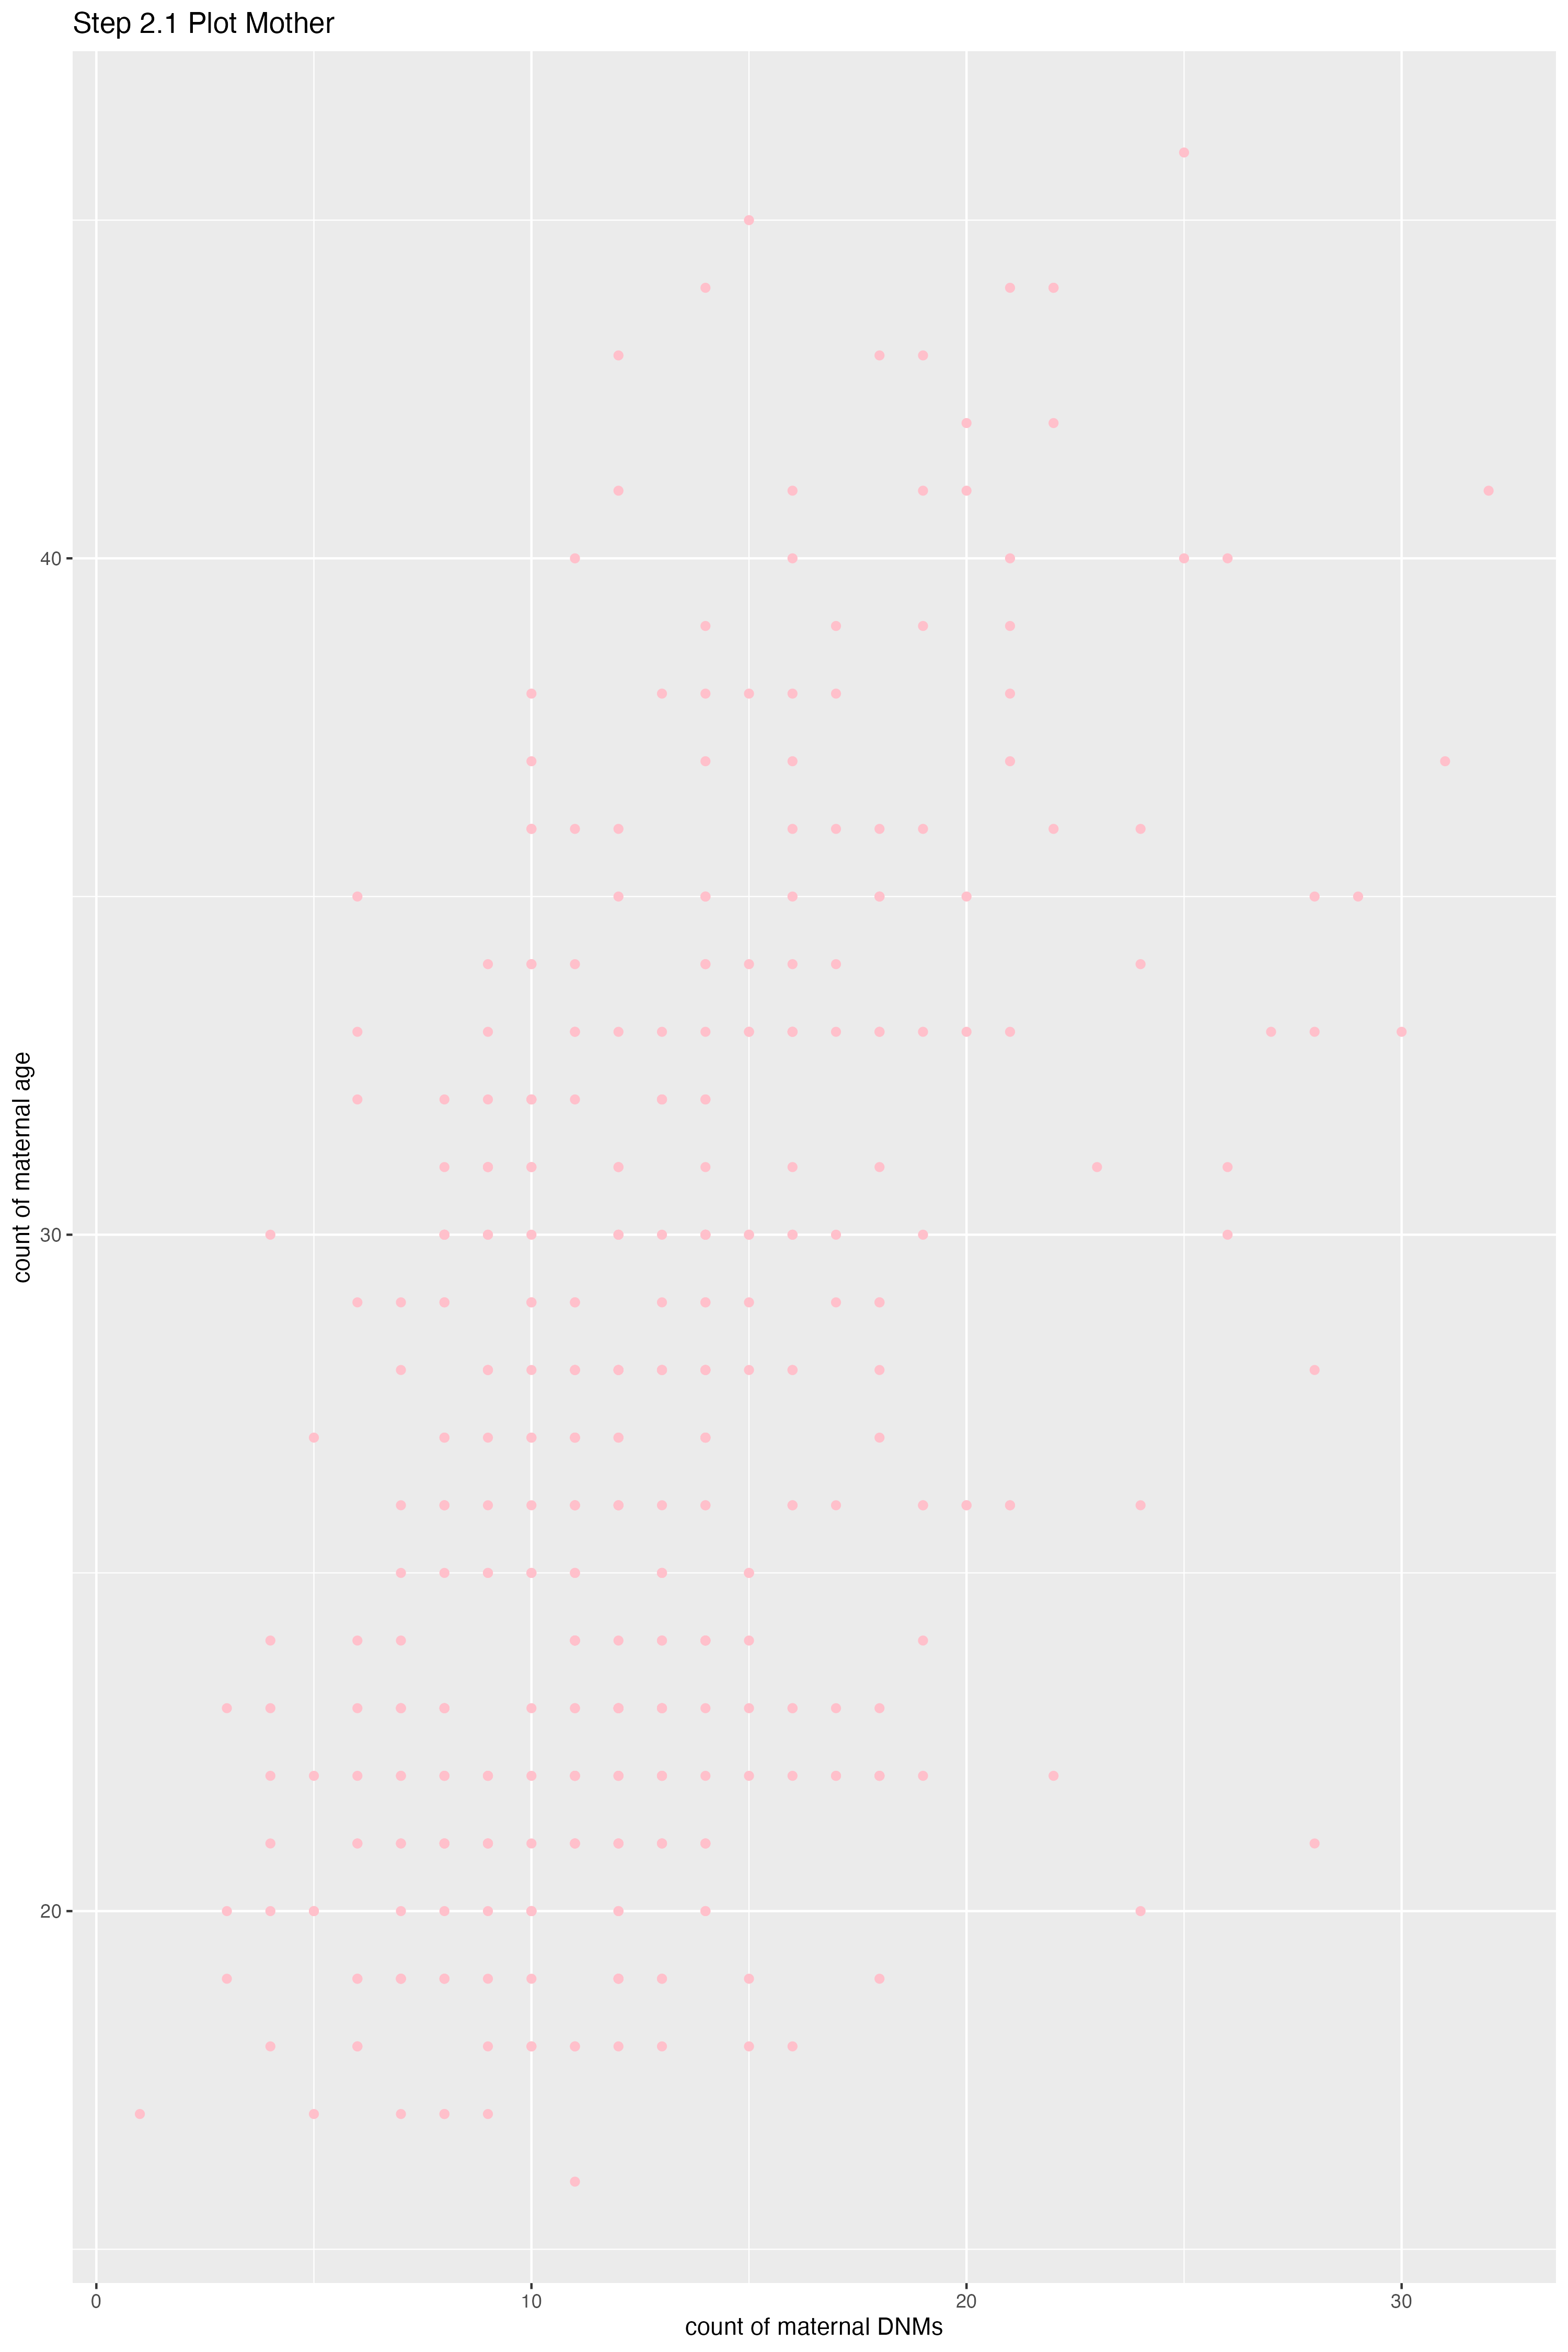 Step 2.1 Plot Mother
count of maternal age
40
30
20
0 10 20 30
count of maternal DNMs